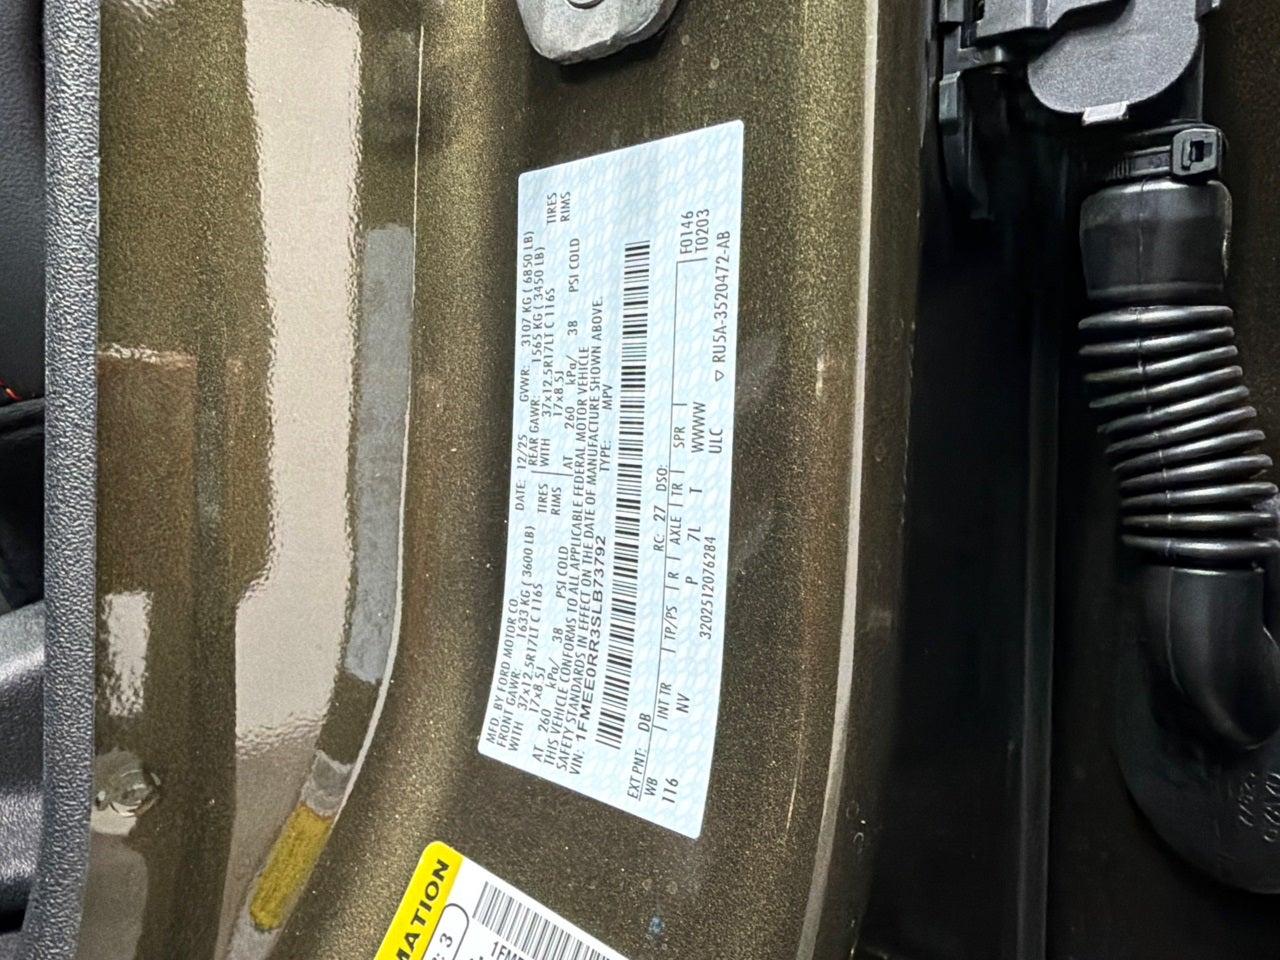 MFD. BY FORD MOTOR CO.
DATE: 12/25 GVWR: 3107 KG ( 6850 LB)
FRONT GAWR: 1633 KG ( 3600 LB) REAR GAWR: 1565 KG ( 3450 LB)
WITH 37x12.5R17LT C 116S TIRES WITH 37x12.5R17LT C 116S TIRES
17x8.5J RIMS 17x8.5J RIMS
AT 260 kPa/ 38 PSI COLD AT 260 kPa/ 38 PSI COLD
THIS VEHICLE CONFORMS TO ALL APPLICABLE FEDERAL MOTOR VEHICLE
SAFETY STANDARDS IN EFFECT ON THE DATE OF MANUFACTURE SHOWN ABOVE.
VIN: 1FMEE0RR3SLB73792 TYPE: MPV
EXT PNT: DB RC: 27 DSO: F0146
WB INT TR TP/PS R AXLE TR SPR T0203
116 NV P 7L T WWWW
3202512076284 ULC ▽ RU5A-3520472-AB
MATION
3